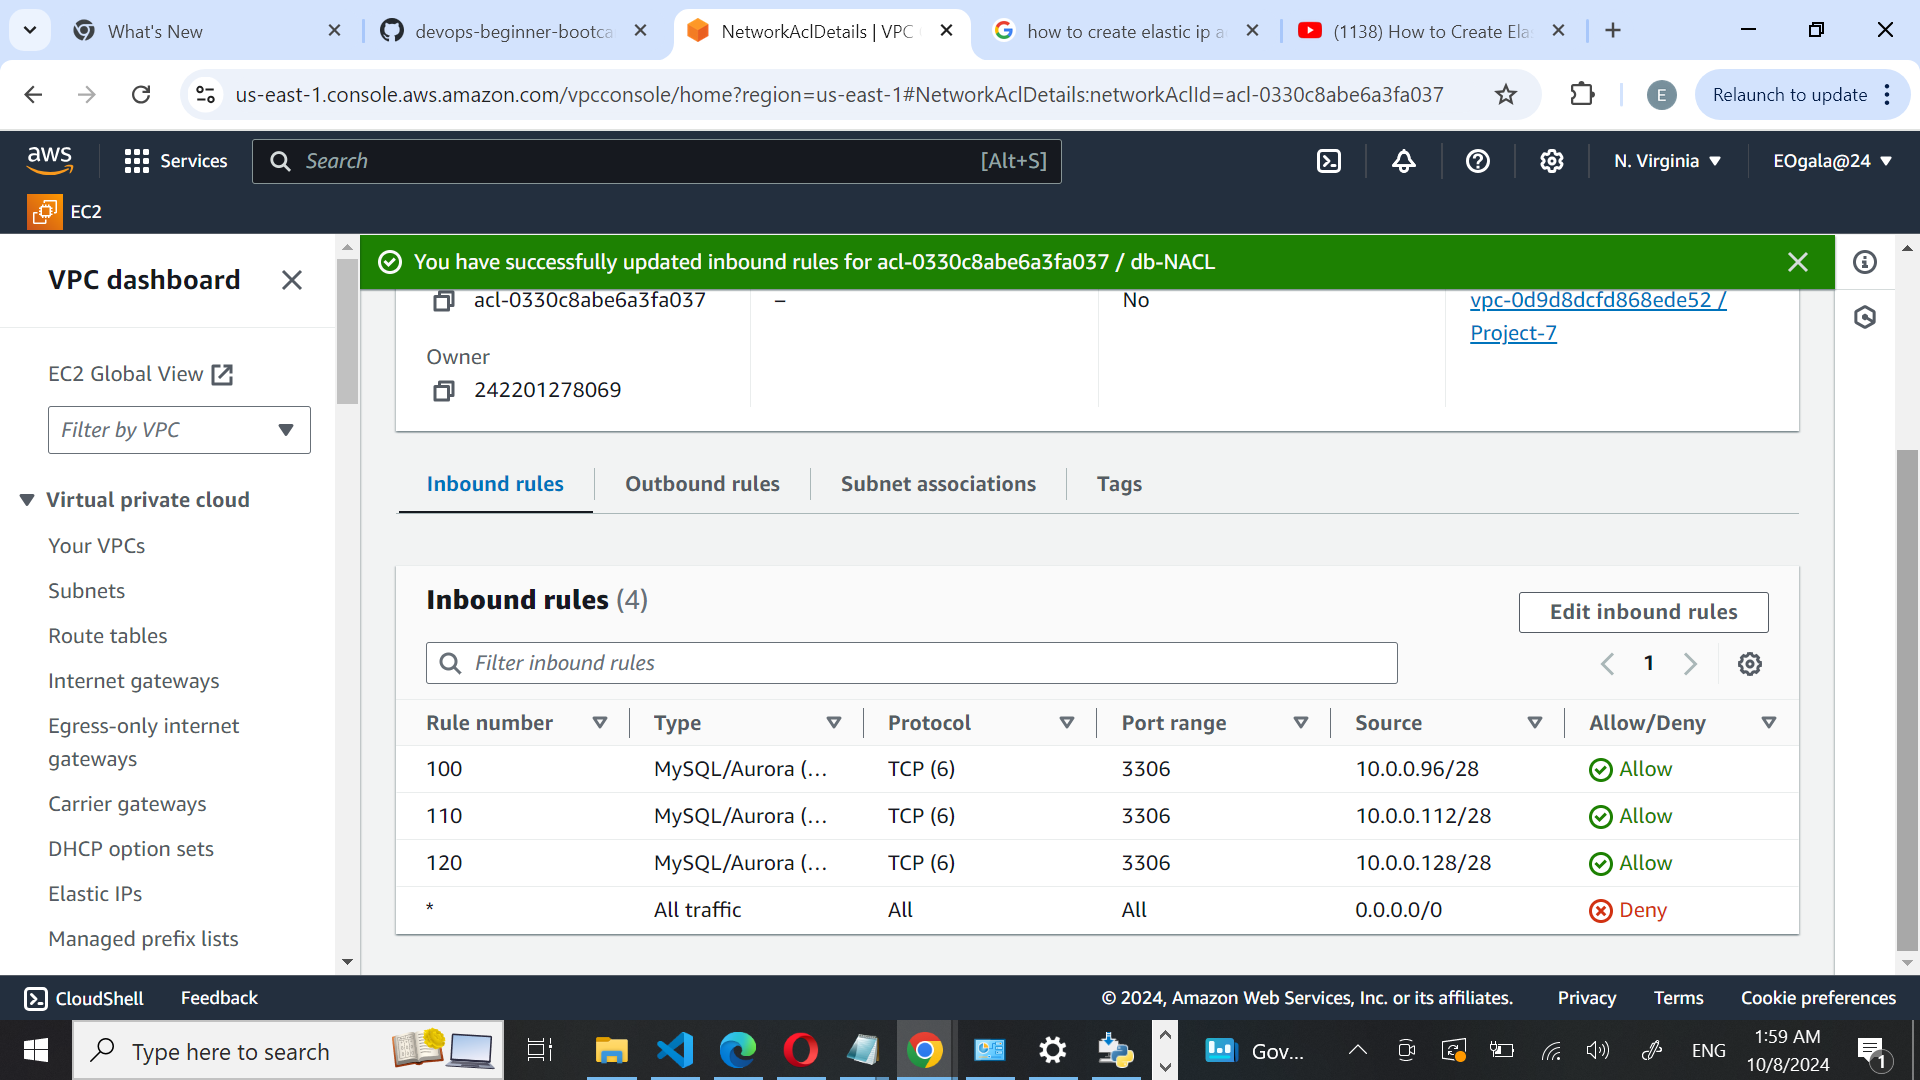 What's New
devops-beginner-bootca
NetworkAclDetails | VPC
how to create elastic ip a
(1138) How to Create Ela
us-east-1.console.aws.amazon.com/vpcconsole/home?region=us-east-1#NetworkAclDetails:networkAclId=acl-0330c8abe6a3fa037
E
Relaunch to update
aws
Services
Search
[Alt+S]
N. Virginia
EOgala@24
EC2
VPC dashboard
EC2 Global View
Filter by VPC
Virtual private cloud
Your VPCs
Subnets
Route tables
Internet gateways
Egress-only internet
gateways
Carrier gateways
DHCP option sets
Elastic IPs
Managed prefix lists
You have successfully updated inbound rules for acl-0330c8abe6a3fa037 / db-NACL
acl-0330c8abe6a3fa037
–
No
vpc-0d9d8dcfd868ede52 /
Project-7
Owner
242201278069
Inbound rules
Outbound rules
Subnet associations
Tags
Inbound rules (4)
Edit inbound rules
Filter inbound rules
1
Rule number Type Protocol Port range Source Allow/Deny
100 MySQL/Aurora (... TCP (6) 3306 10.0.0.96/28 Allow
110 MySQL/Aurora (... TCP (6) 3306 10.0.0.112/28 Allow
120 MySQL/Aurora (... TCP (6) 3306 10.0.0.128/28 Allow
* All traffic All All 0.0.0.0/0 Deny
CloudShell
Feedback
© 2024, Amazon Web Services, Inc. or its affiliates.
Privacy
Terms
Cookie preferences
Type here to search
Gov...
ENG
1:59 AM
10/8/2024
1